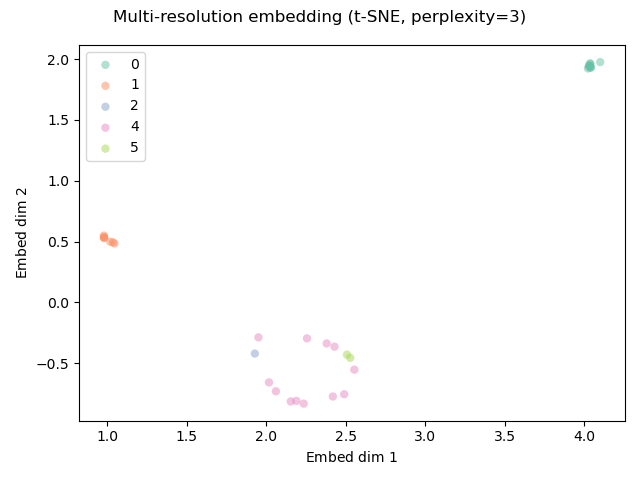 Multi-resolution embedding (t-SNE, perplexity=3)
0
1
2
4
5
2.0
1.5
1.0
0.5
0.0
−0.5
Embed dim 2
1.0 1.5 2.0 2.5 3.0 3.5 4.0
Embed dim 1